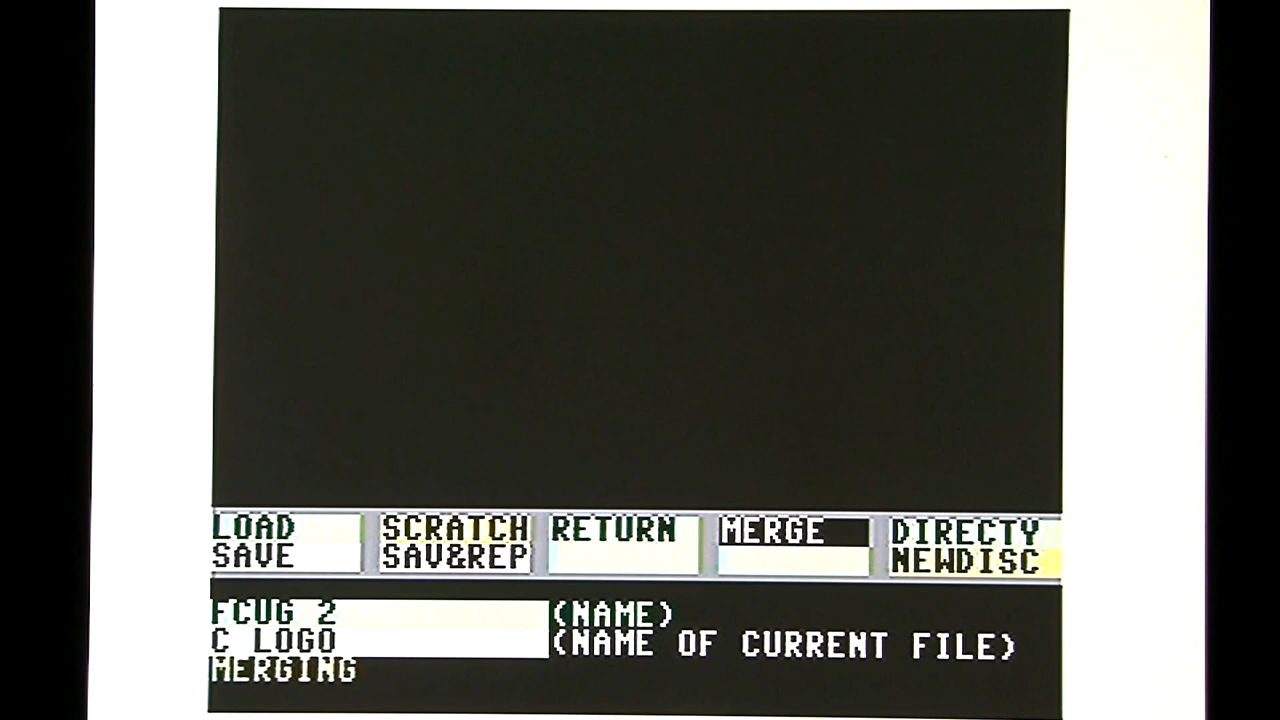 LOAD SCRATCH RETURN MERGE DIRECTY
SAVE SAV&REP NEWDISC
FCUG 2 (NAME)
C LOGO (NAME OF CURRENT FILE)
MERGING